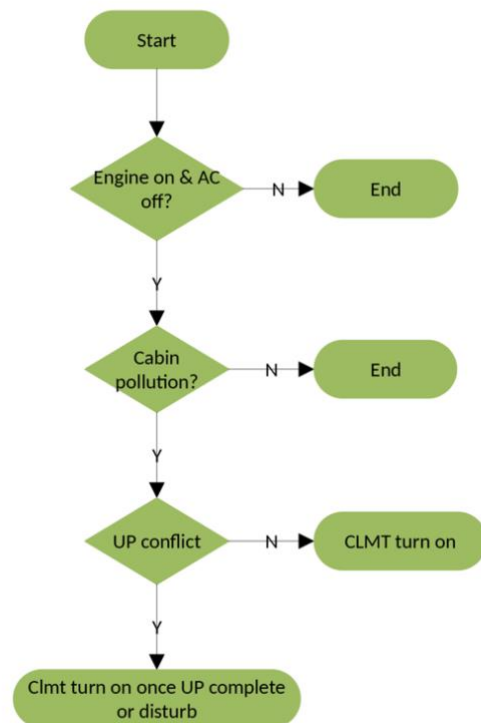 Start
Engine on & AC
off?
N
End
Y
Cabin
pollution?
N
End
Y
UP conflict
N
CLMT turn on
Y
Clmt turn on once UP complete
or disturb